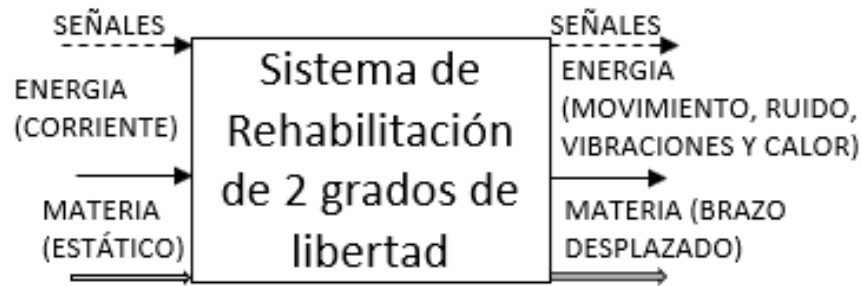 SEÑALES
ENERGIA
(CORRIENTE)
MATERIA
(ESTÁTICO)
Sistema de
Rehabilitación
de 2 grados de
libertad
SEÑALES
ENERGIA
(MOVIMIENTO, RUIDO,
VIBRACIONES Y CALOR)
MATERIA (BRAZO
DESPLAZADO)